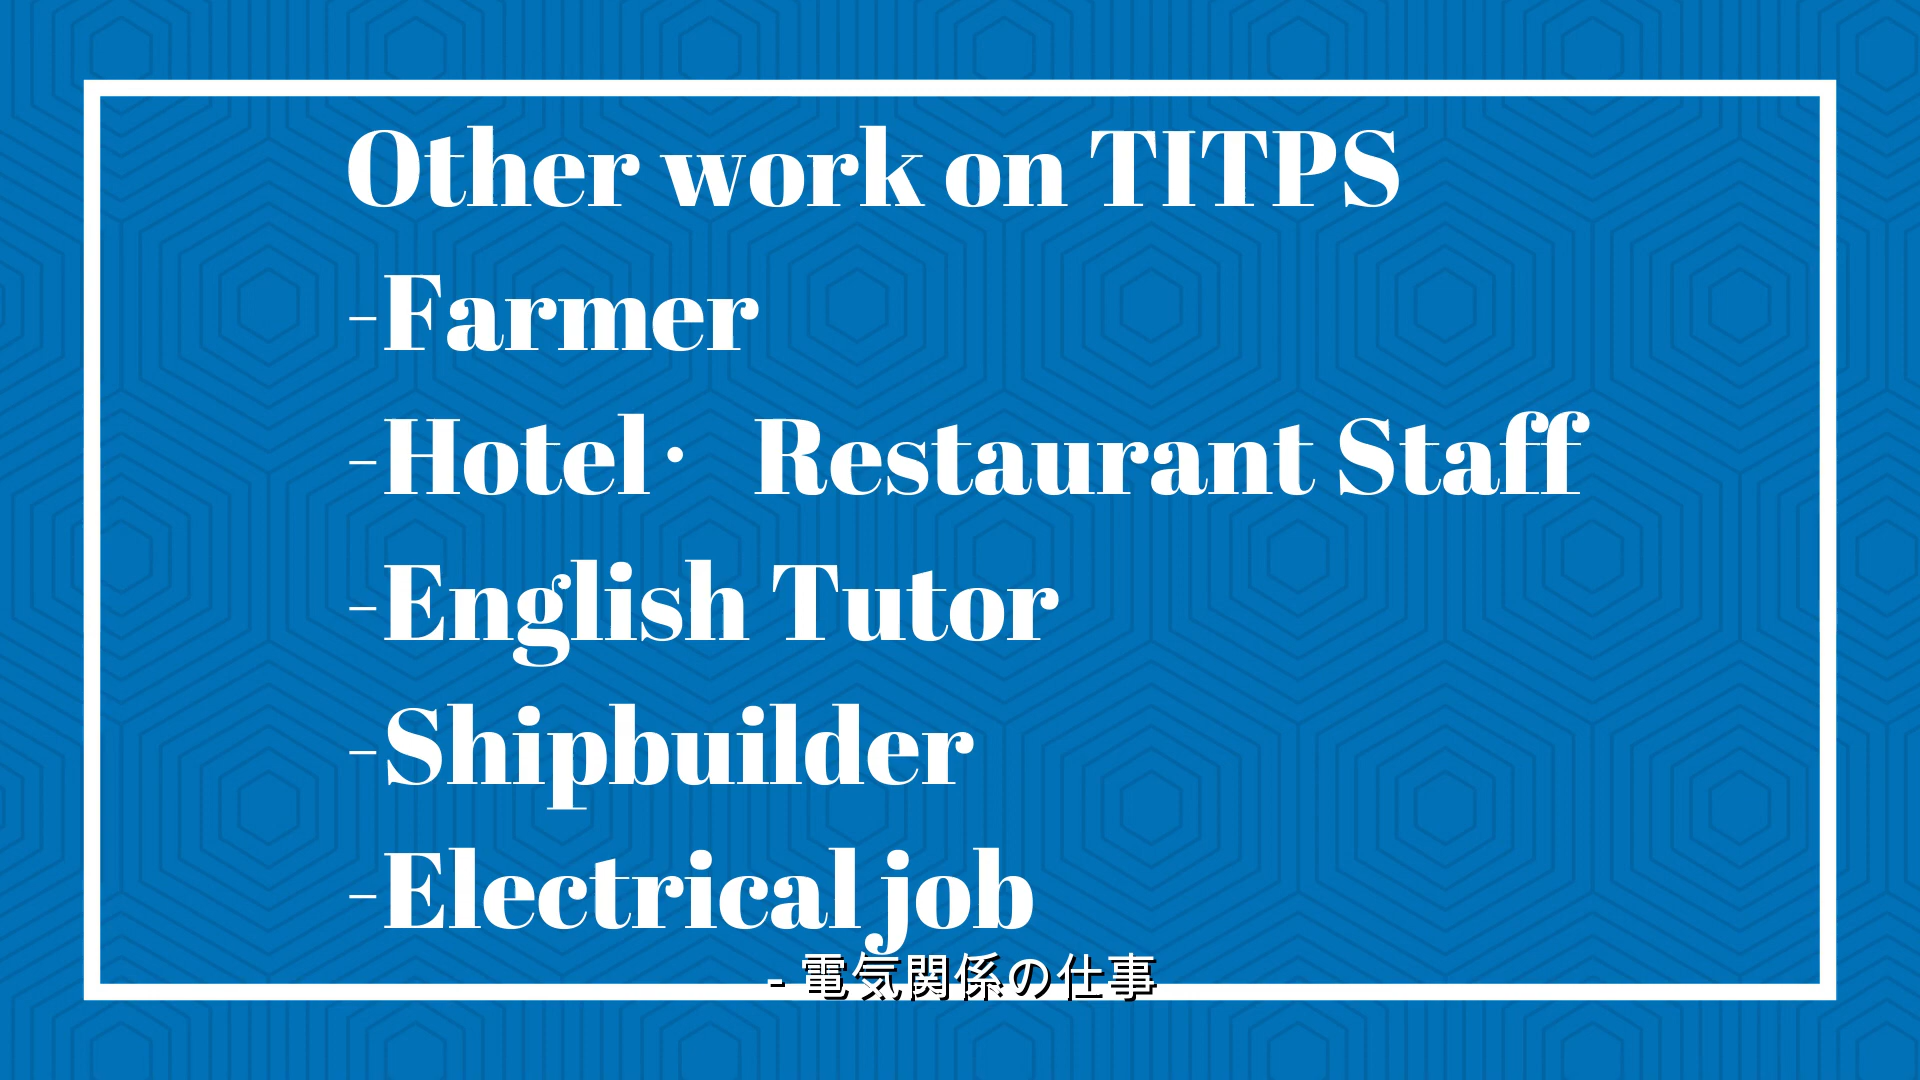 Other work on TITPS
-Farmer
-Hotel・ Restaurant Staff
-English Tutor
-Shipbuilder
-Electrical job
- 電気関係の仕事